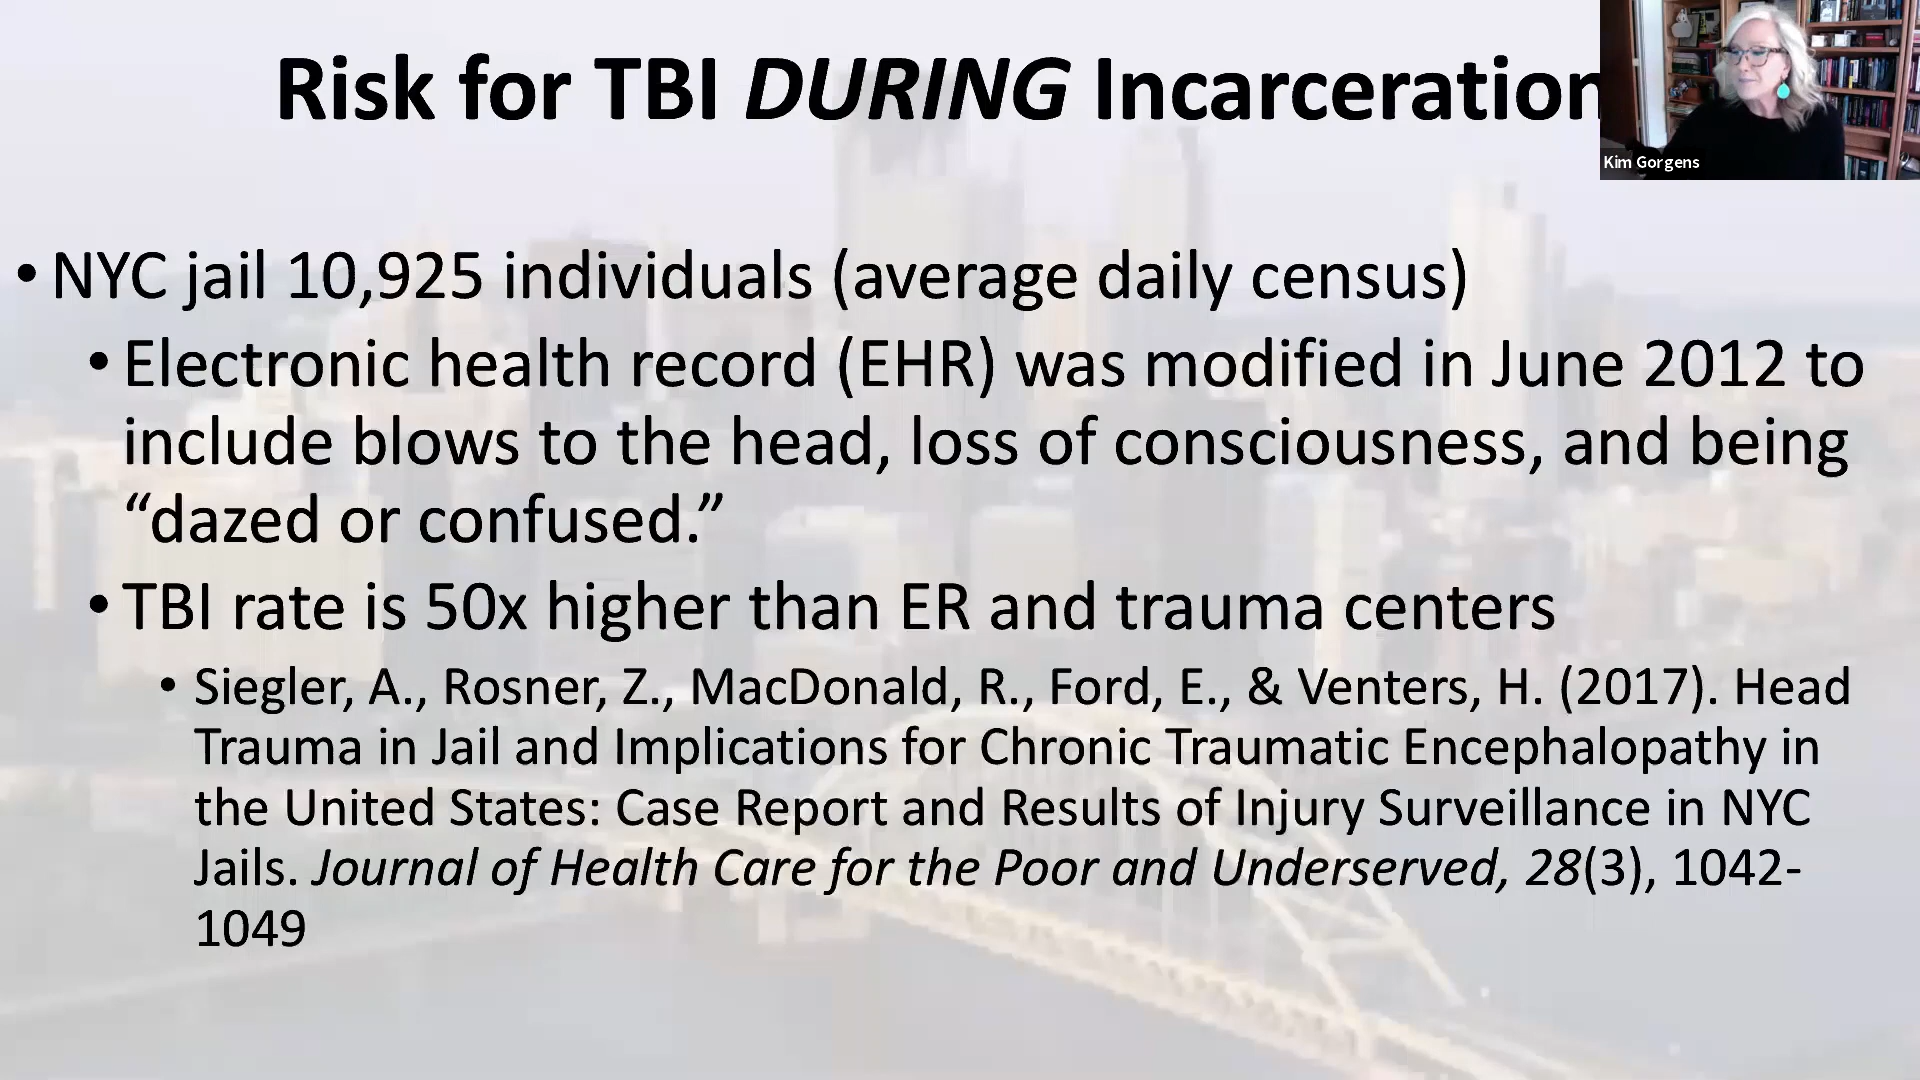 Risk for TBI DURING Incarceration
Kim Gorgens
• NYC jail 10,925 individuals (average daily census)
• Electronic health record (EHR) was modified in June 2012 to
include blows to the head, loss of consciousness, and being
“dazed or confused.”
• TBI rate is 50x higher than ER and trauma centers
• Siegler, A., Rosner, Z., MacDonald, R., Ford, E., & Venters, H. (2017). Head
Trauma in Jail and Implications for Chronic Traumatic Encephalopathy in
the United States: Case Report and Results of Injury Surveillance in NYC
Jails. Journal of Health Care for the Poor and Underserved, 28(3), 1042-
1049